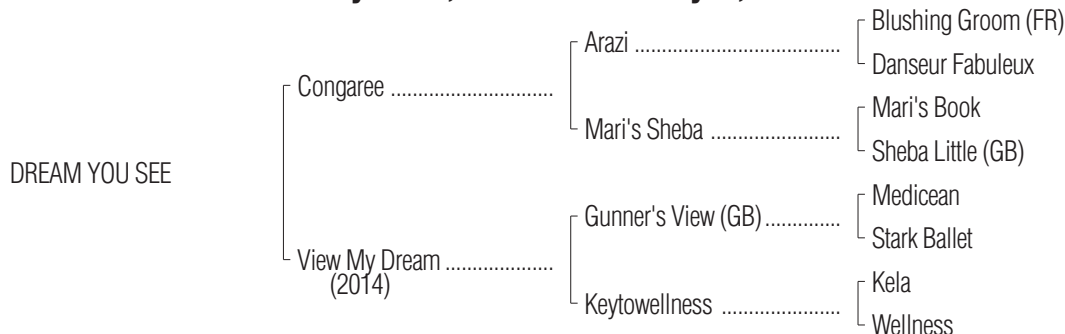 Blushing Groom (FR)
Arazi ......................................
Danseur Fabuleux
Congaree ..............................
Mari's Book
Mari's Sheba ........................
Sheba Little (GB)
DREAM YOU SEE
Medicean
Gunner's View (GB)..............
Stark Ballet
View My Dream ....................
(2014)
Kela
Keytowellness ......................
Wellness